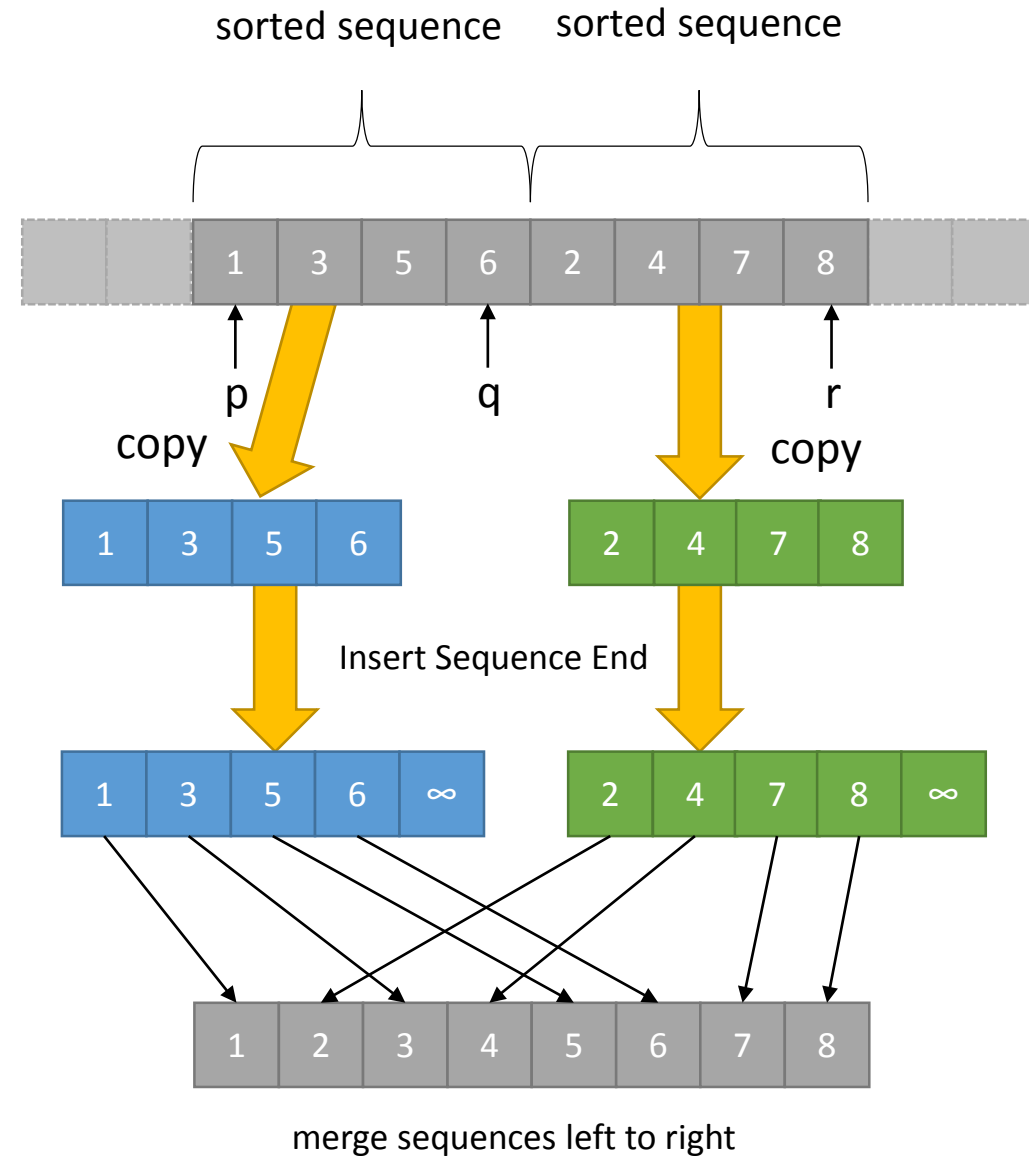 sorted sequence sorted sequence
1 3 5 6 2 4 7 8
p q r
copy copy
1 3 5 6 2 4 7 8
Insert Sequence End
1 3 5 6 ∞ 2 4 7 8 ∞
1 2 3 4 5 6 7 8
merge sequences left to right